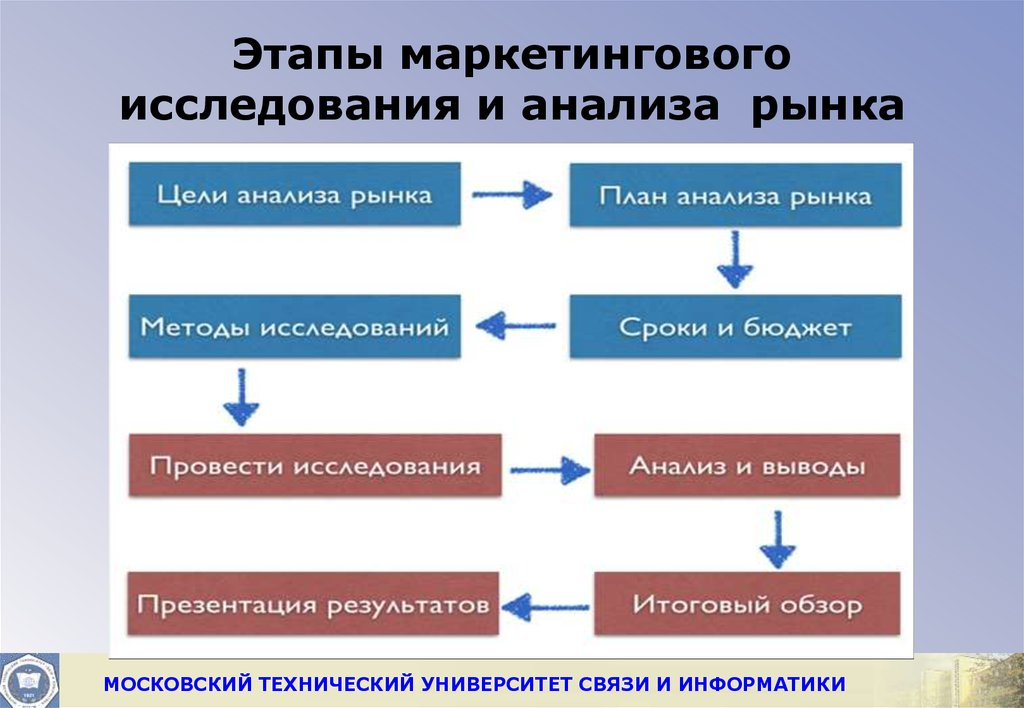 Этапы маркетингового
исследования и анализа рынка
Цели анализа рынка
План анализа рынка
Сроки и бюджет
Методы исследований
Провести исследования
Анализ и выводы
Итоговый обзор
Презентация результатов
МОСКОВСКИЙ ТЕХНИЧЕСКИЙ УНИВЕРСИТЕТ СВЯЗИ И ИНФОРМАТИКИ